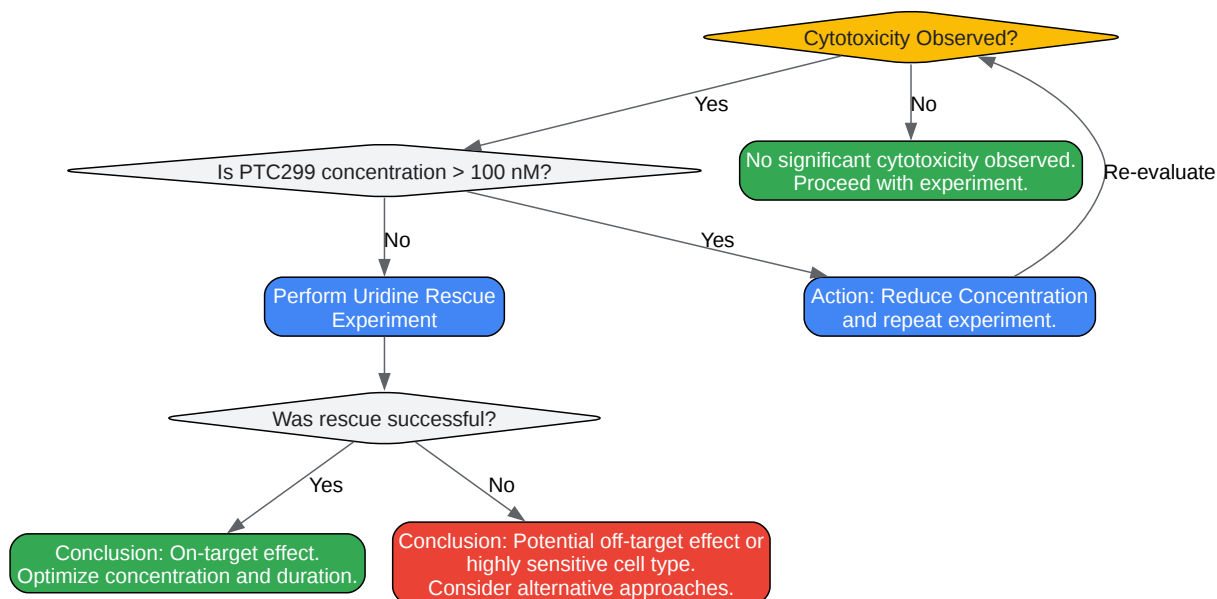 Cytotoxicity Observed?
Yes
No
Is PTC299 concentration > 100 nM?
No significant cytotoxicity observed.
Proceed with experiment.
Re-evaluate
No
Yes
Perform Uridine Rescue
Experiment
Action: Reduce Concentration
and repeat experiment.
Was rescue successful?
Yes
No
Conclusion: On-target effect.
Optimize concentration and duration.
Conclusion: Potential off-target effect or
highly sensitive cell type.
Consider alternative approaches.